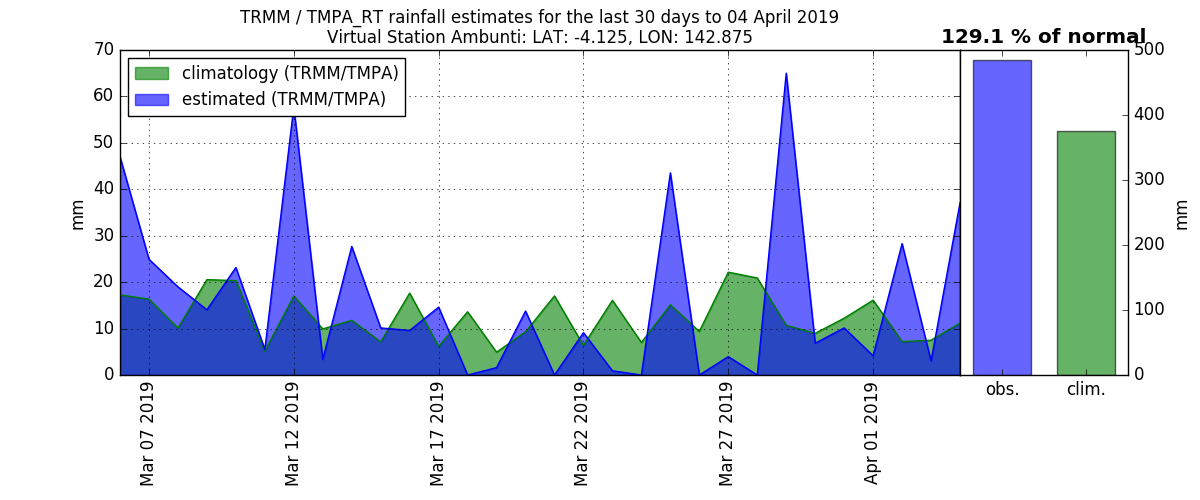 TRMM / TMPA_RT rainfall estimates for the last 30 days to 04 April 2019
Virtual Station Ambunti: LAT: -4.125, LON: 142.875
129.1 % of normal
climatology (TRMM/TMPA)
estimated (TRMM/TMPA)
mm
70
60
50
40
30
20
10
0
Mar 07 2019
Mar 12 2019
Mar 17 2019
Mar 22 2019
Mar 27 2019
Apr 01 2019
obs.
clim.
500
400
300
200
100
0
mm